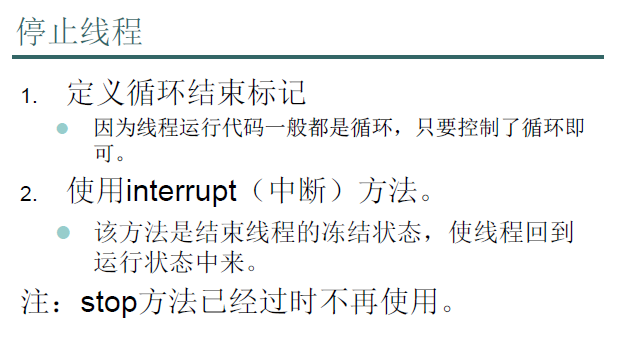 停止线程
1. 定义循环结束标记
因为线程运行代码一般都是循环，只要控制了循环即
可。
2. 使用interrupt（中断）方法。
该方法是结束线程的冻结状态，使线程回到
运行状态中来。
注：stop方法已经过时不再使用。